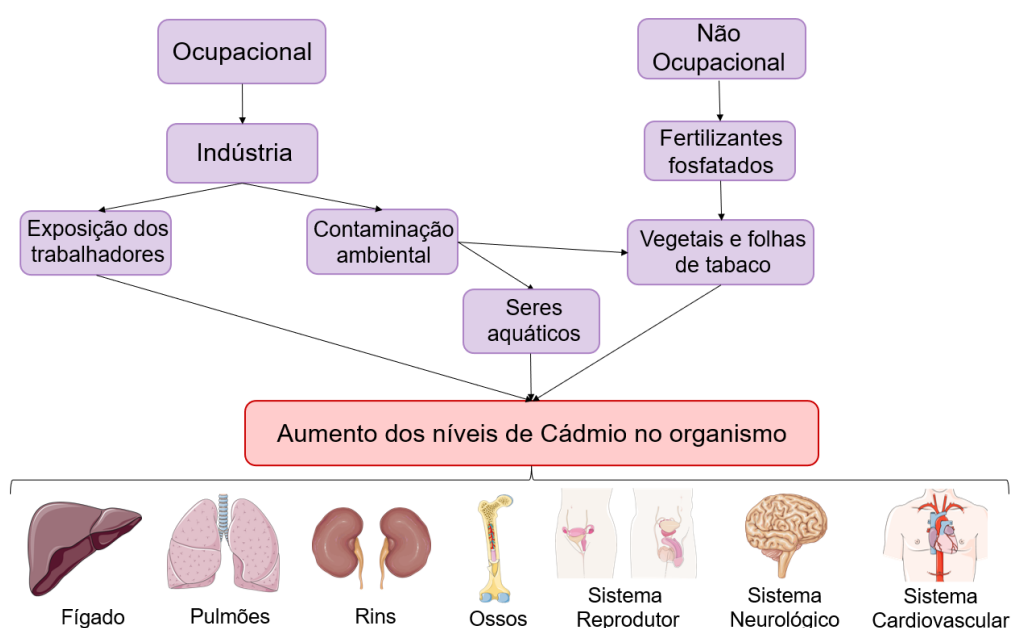 Ocupacional
Não
Ocupacional
Indústria
Fertilizantes
fosfatados
Exposição dos
trabalhadores
Contaminação
ambiental
Vegetais e folhas
de tabaco
Seres
aquáticos
Aumento dos níveis de Cádmio no organismo
Fígado
Pulmões
Rins
Ossos
Sistema
Reprodutor
Sistema
Neurológico
Sistema
Cardiovascular